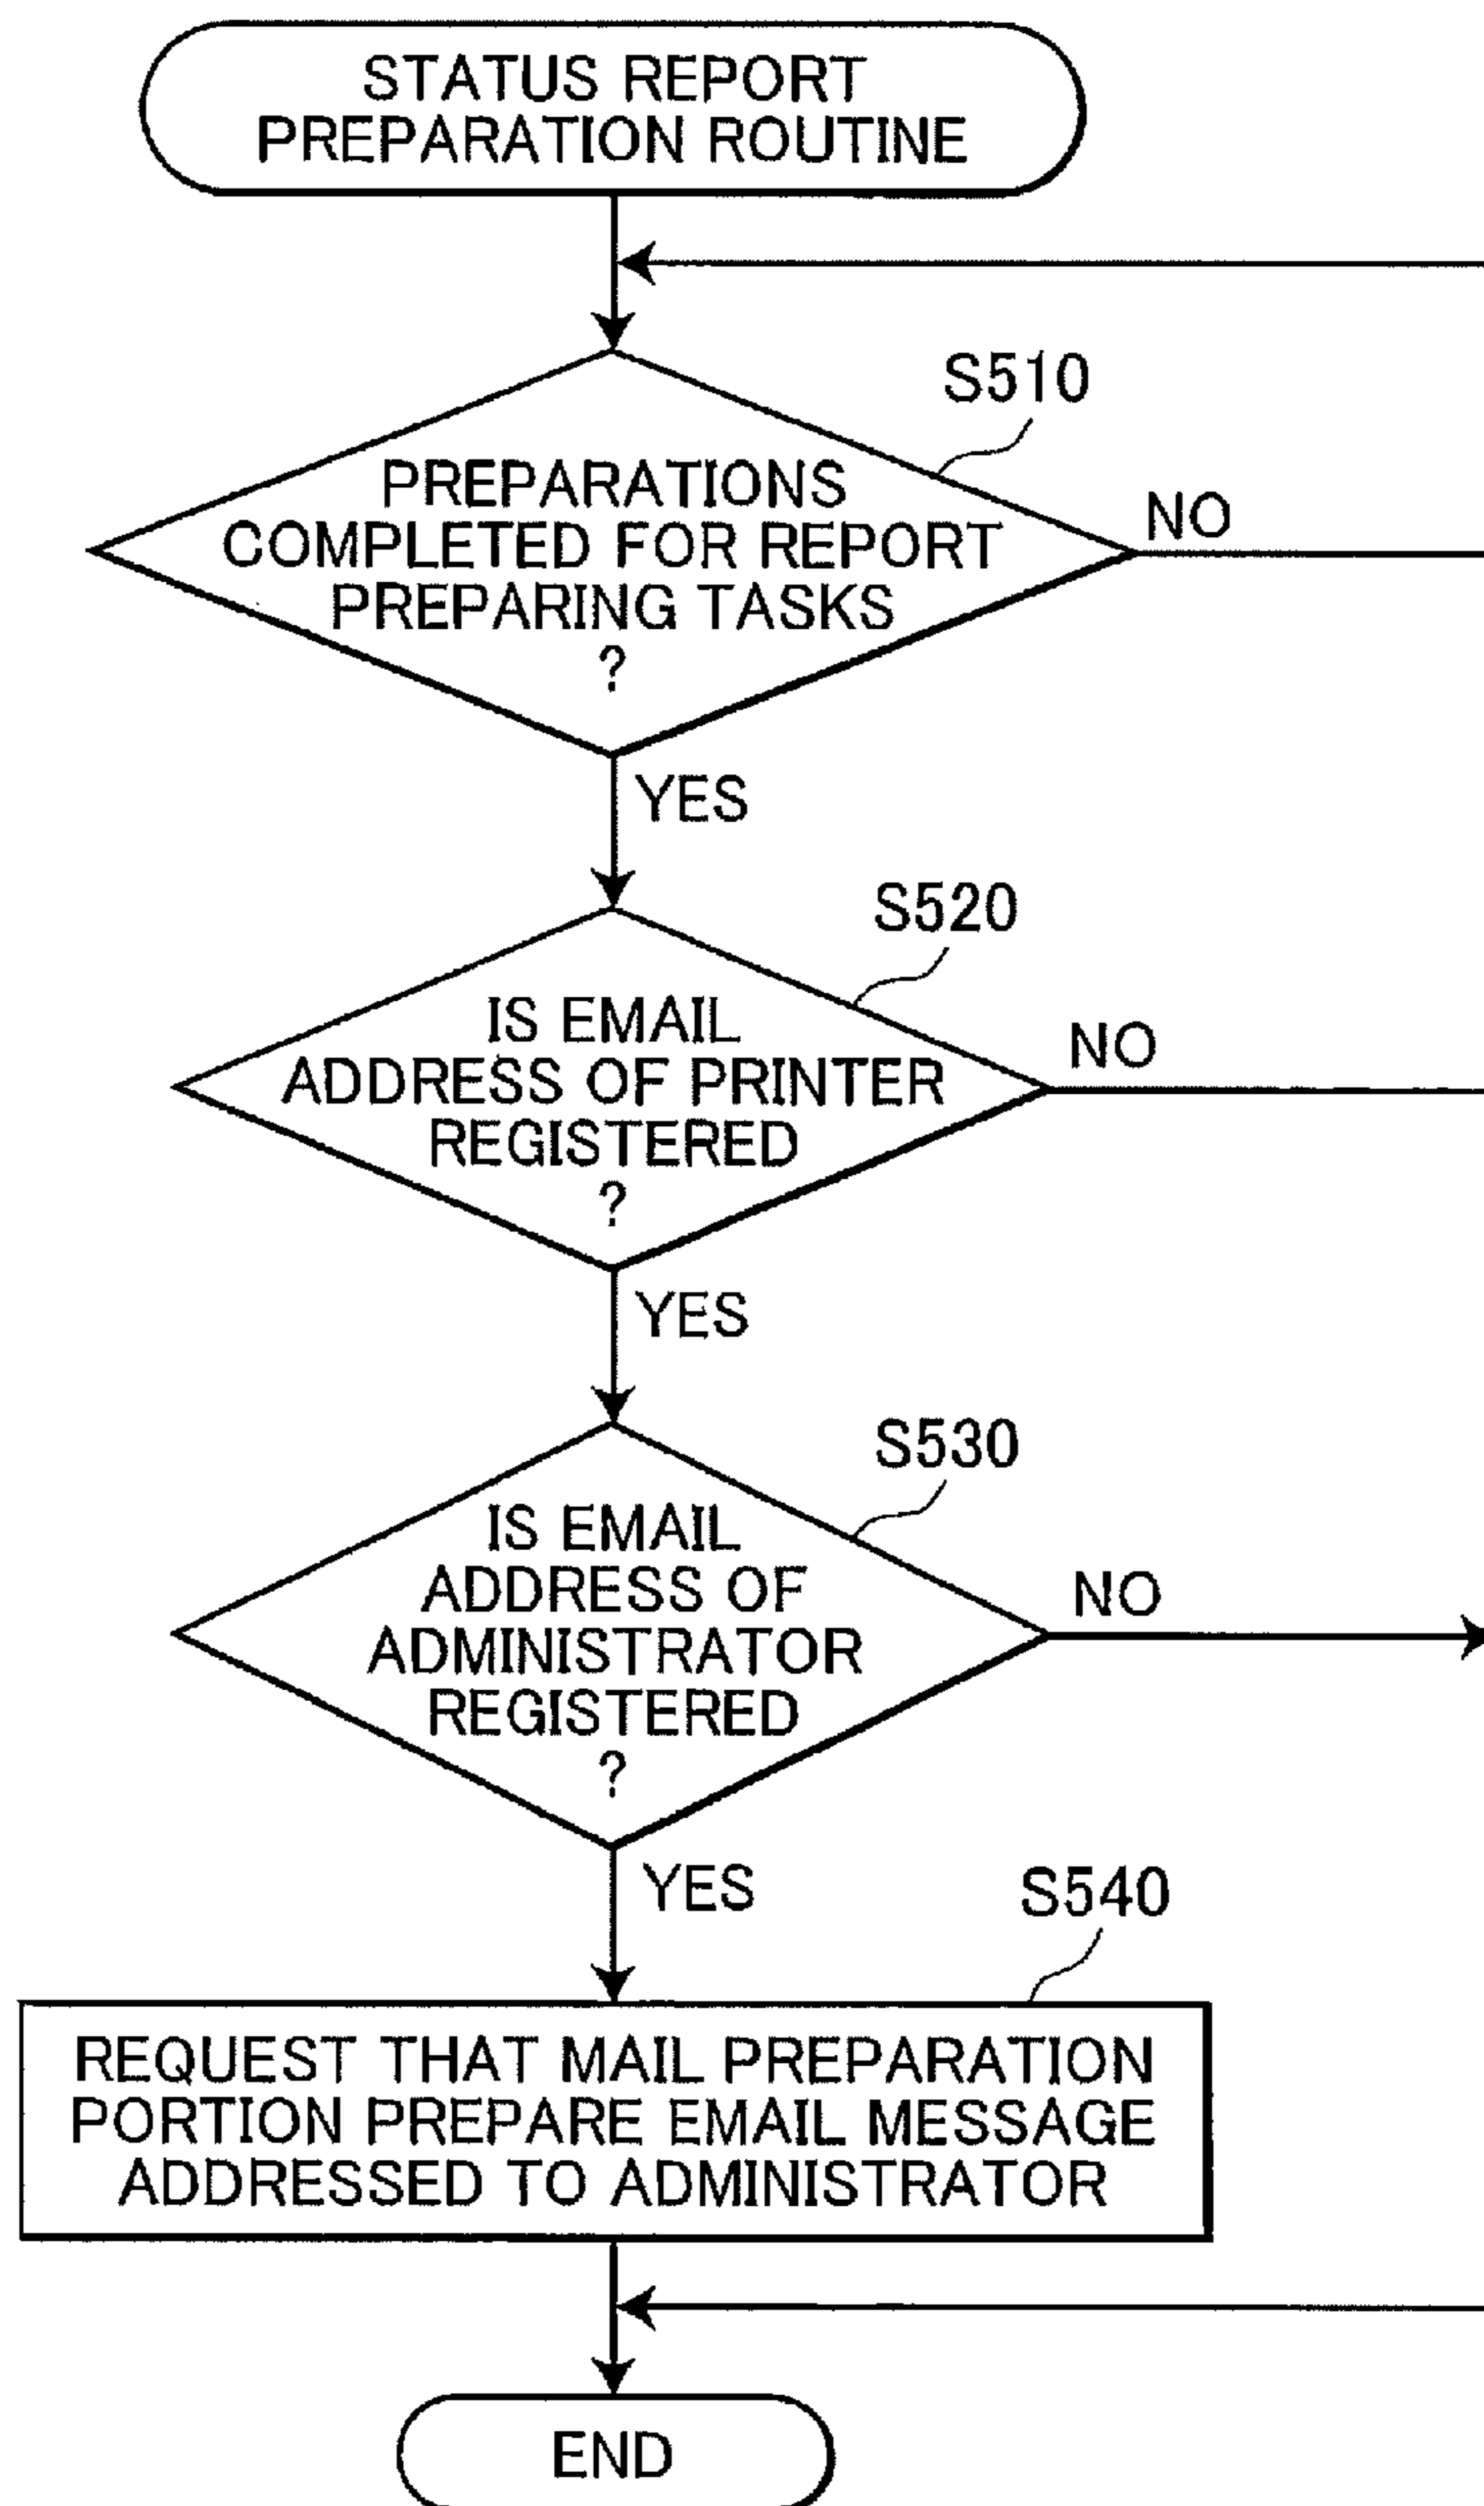 STATUS REPORT
PREPARATION ROUTINE
S510
PREPARATIONS
COMPLETED FOR REPORT
PREPARING TASKS
?
NO
YES
S520
IS EMAIL
ADDRESS OF PRINTER
REGISTERED
?
NO
YES
S530
IS EMAIL
ADDRESS OF
ADMINISTRATOR
REGISTERED
?
NO
YES
S540
REQUEST THAT MAIL PREPARATION
PORTION PREPARE EMAIL MESSAGE
ADDRESSED TO ADMINISTRATOR
END